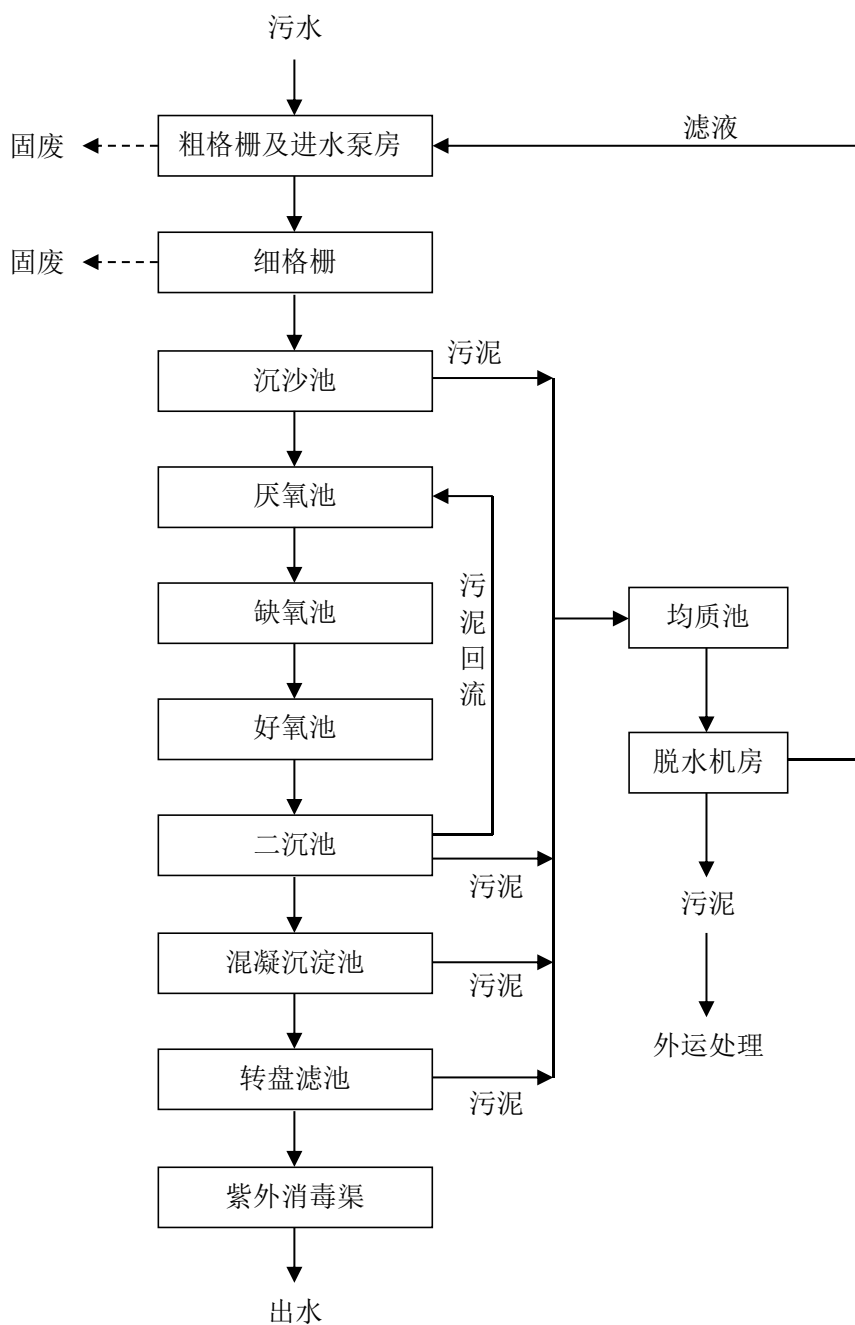 污水
固废
粗格栅及进水泵房
滤液
固废
细格栅
污泥
沉沙池
厌氧池
污泥回流
缺氧池
均质池
好氧池
脱水机房
二沉池
污泥
污泥
混凝沉淀池
污泥
外运处理
转盘滤池
污泥
紫外消毒渠
出水